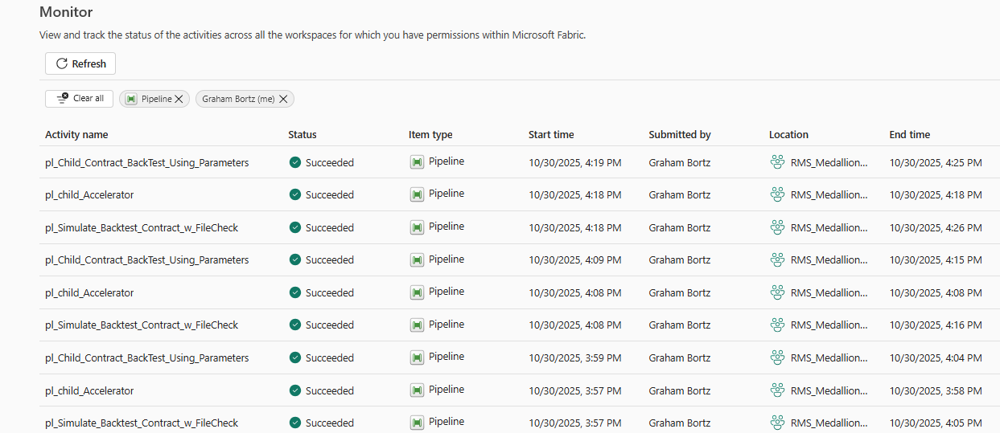 Monitor
View and track the status of the activities across all the workspaces for which you have permissions within Microsoft Fabric.
Refresh
Clear all Pipeline Graham Bortz (me)
Activity name Status Item type Start time Submitted by Location End time
pl_Child_Contract_BackTest_Using_Parameters Succeeded Pipeline 10/30/2025, 4:19 PM Graham Bortz RMS_Medallion... 10/30/2025, 4:25 PM
pl_child_Accelerator Succeeded Pipeline 10/30/2025, 4:18 PM Graham Bortz RMS_Medallion... 10/30/2025, 4:18 PM
pl_Simulate_Backtest_Contract_w_FileCheck Succeeded Pipeline 10/30/2025, 4:18 PM Graham Bortz RMS_Medallion... 10/30/2025, 4:26 PM
pl_Child_Contract_BackTest_Using_Parameters Succeeded Pipeline 10/30/2025, 4:09 PM Graham Bortz RMS_Medallion... 10/30/2025, 4:15 PM
pl_child_Accelerator Succeeded Pipeline 10/30/2025, 4:08 PM Graham Bortz RMS_Medallion... 10/30/2025, 4:08 PM
pl_Simulate_Backtest_Contract_w_FileCheck Succeeded Pipeline 10/30/2025, 4:08 PM Graham Bortz RMS_Medallion... 10/30/2025, 4:16 PM
pl_Child_Contract_BackTest_Using_Parameters Succeeded Pipeline 10/30/2025, 3:59 PM Graham Bortz RMS_Medallion... 10/30/2025, 4:04 PM
pl_child_Accelerator Succeeded Pipeline 10/30/2025, 3:57 PM Graham Bortz RMS_Medallion... 10/30/2025, 3:58 PM
pl_Simulate_Backtest_Contract_w_FileCheck Succeeded Pipeline 10/30/2025, 3:57 PM Graham Bortz RMS_Medallion... 10/30/2025, 4:05 PM